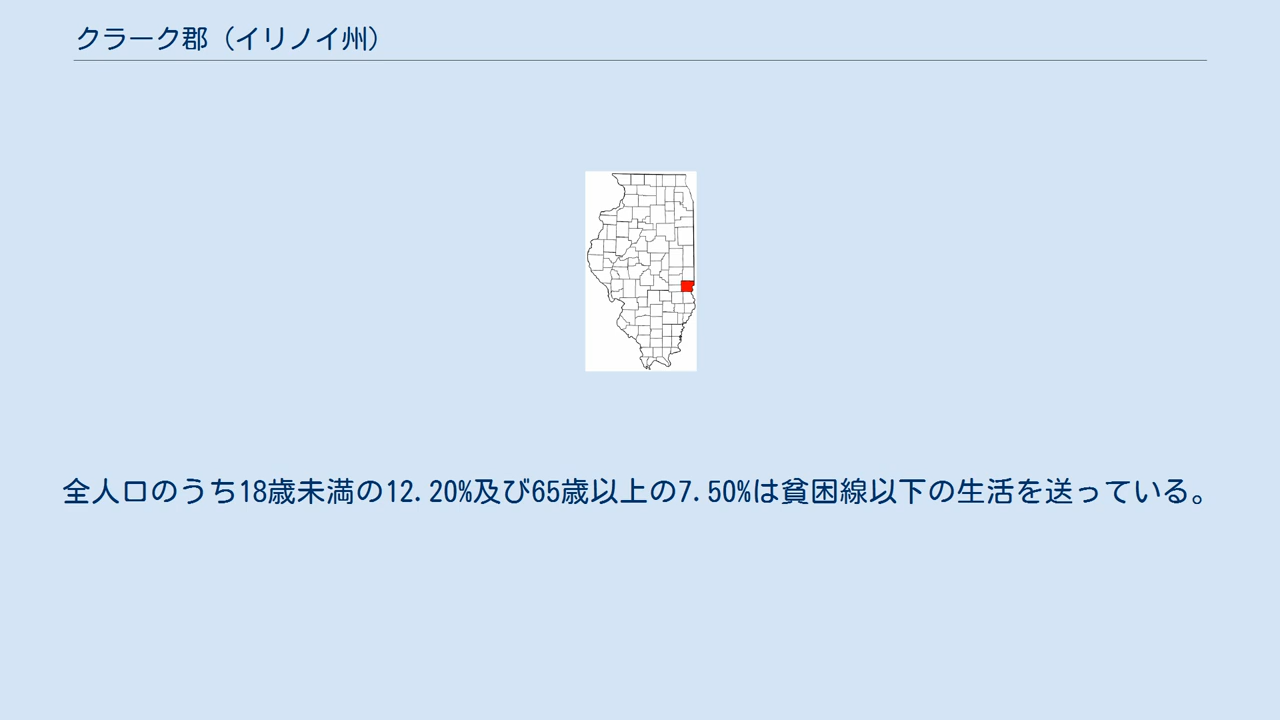 クラーク郡（イリノイ州）
全人口のうち18歳未満の12.20%及び65歳以上の7.50%は貧困線以下の生活を送っている。